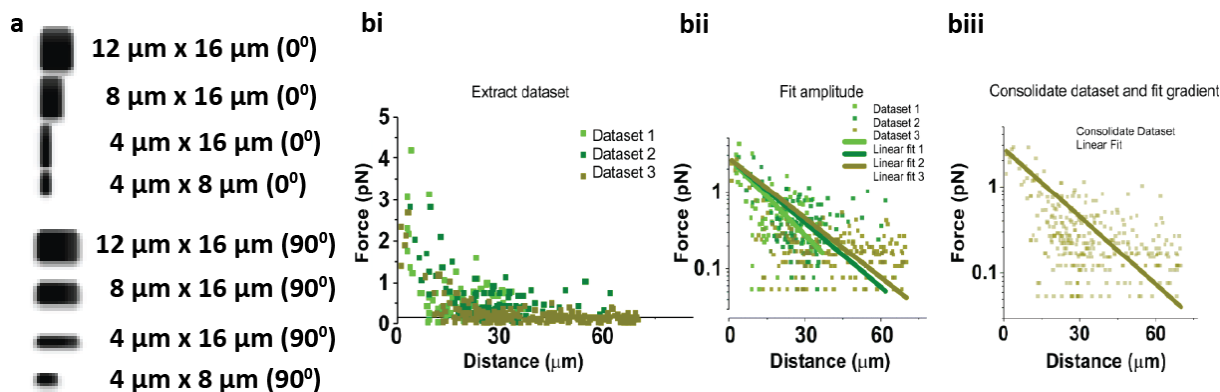 a
12 μm x 16 μm (0⁰)
8 μm x 16 μm (0⁰)
4 μm x 16 μm (0⁰)
4 μm x 8 μm (0⁰)
12 μm x 16 μm (90⁰)
8 μm x 16 μm (90⁰)
4 μm x 16 μm (90⁰)
4 μm x 8 μm (90⁰)
bi
Extract dataset
Dataset 1
Dataset 2
Dataset 3
Force (pN)
5
4
3
2
1
0
0
30
60
Distance (μm)
bii
Fit amplitude
Dataset 1
Dataset 2
Dataset 3
Linear fit 1
Linear fit 2
Linear fit 3
Force (pN)
1
0.1
0
30
60
Distance (μm)
biii
Consolidate dataset and fit gradient
Consolidate Dataset
Linear Fit
Force (pN)
1
0.1
0
30
60
Distance (μm)